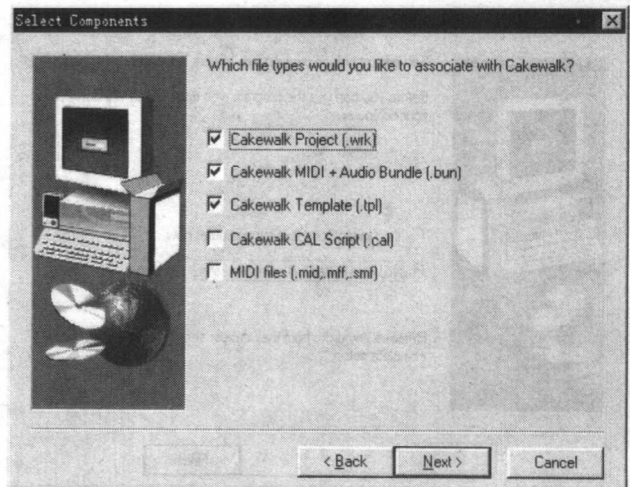 Select Components
Which file types would you like to associate with Cakewalk?
Cakewalk Project (.wrk)
Cakewalk MIDI + Audio Bundle (.bun)
Cakewalk Template (.tpl)
Cakewalk CAL Script (.cal)
MIDI files (.mid,.mff,.smf)
< Back
Next >
Cancel